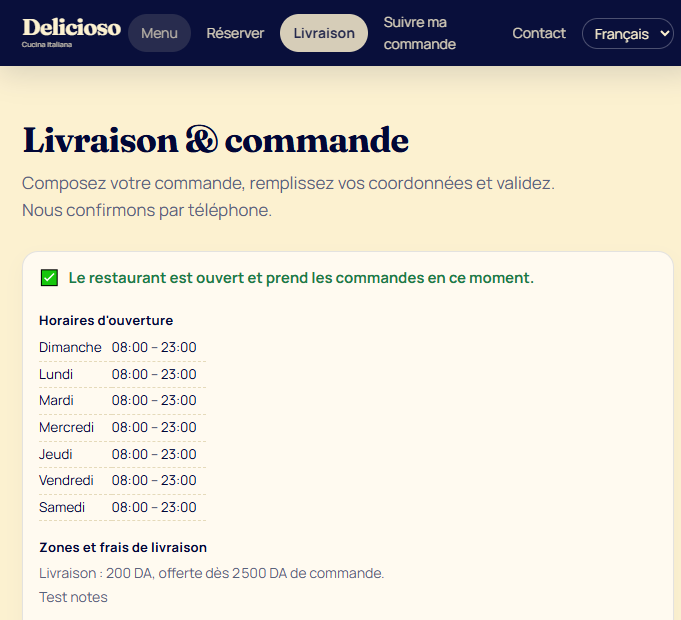 Delicioso
Cucina Italiana
Menu
Réserver
Livraison
Suivre ma
commande
Contact
Français
Livraison & commande
Composez votre commande, remplissez vos coordonnées et validez.
Nous confirmons par téléphone.
Le restaurant est ouvert et prend les commandes en ce moment.
Horaires d'ouverture
Dimanche 08:00 – 23:00
Lundi 08:00 – 23:00
Mardi 08:00 – 23:00
Mercredi 08:00 – 23:00
Jeudi 08:00 – 23:00
Vendredi 08:00 – 23:00
Samedi 08:00 – 23:00
Zones et frais de livraison
Livraison : 200 DA, offerte dès 2 500 DA de commande.
Test notes